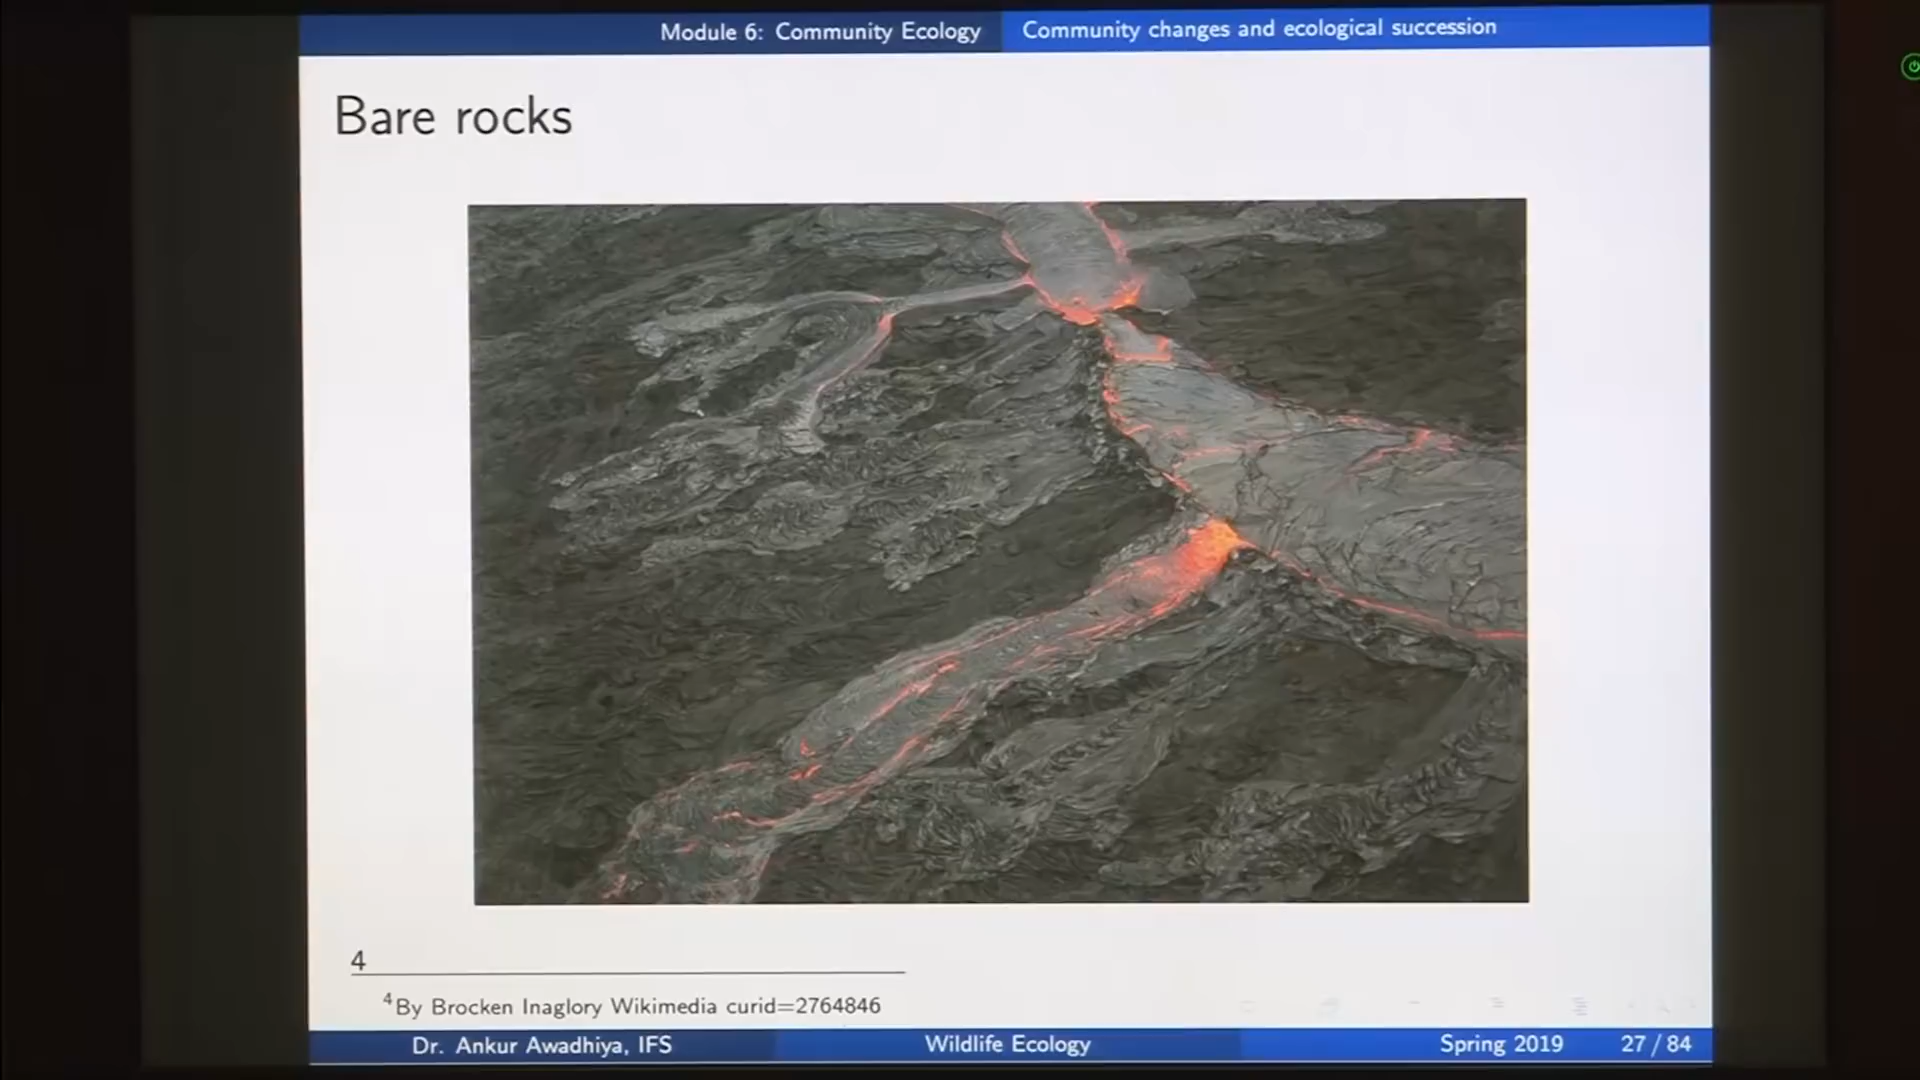 Module 6: Community Ecology Community changes and ecological succession
Bare rocks
4
4By Brocken Inaglory Wikimedia curid=2764846
Dr. Ankur Awadhiya, IFS Wildlife Ecology Spring 2019 27 / 84